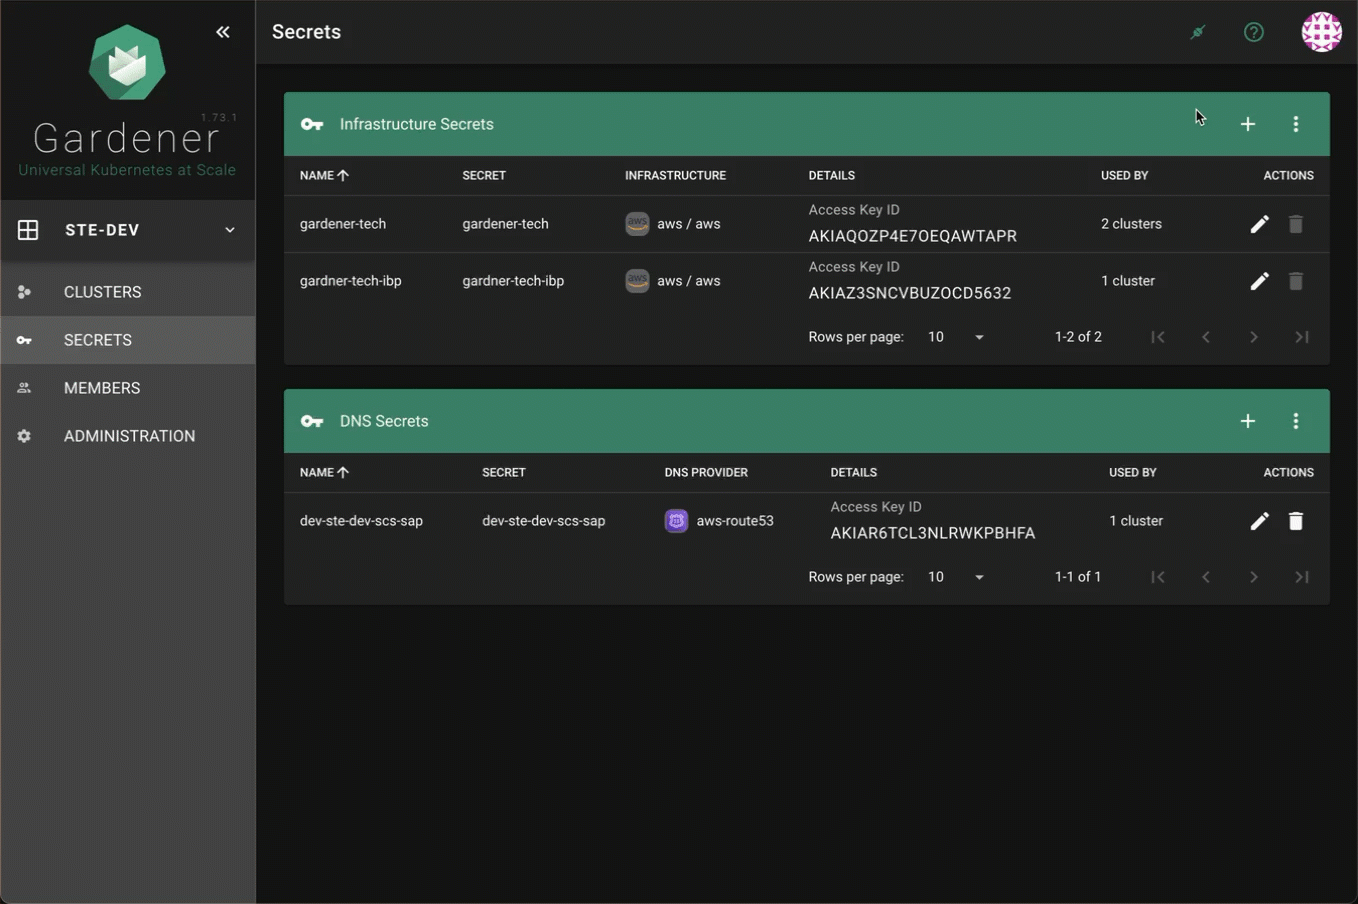 Secrets
1.73.1
Gardener
Universal Kubernetes at Scale
STE-DEV
CLUSTERS
SECRETS
MEMBERS
ADMINISTRATION
Infrastructure Secrets
NAME SECRET INFRASTRUCTURE DETAILS USED BY ACTIONS
gardener-tech gardener-tech aws aws / aws Access Key ID 2 clusters
AKIAQOZP4E7OEQAWTAPR
gardner-tech-ibp gardner-tech-ibp aws aws / aws Access Key ID 1 cluster
AKIAZ3SNCVBUZOCD5632
Rows per page: 10 1-2 of 2
DNS Secrets
NAME SECRET DNS PROVIDER DETAILS USED BY ACTIONS
dev-ste-dev-scs-sap dev-ste-dev-scs-sap aws-route53 Access Key ID 1 cluster
AKIAR6TCL3NLRWKPBHFA
Rows per page: 10 1-1 of 1